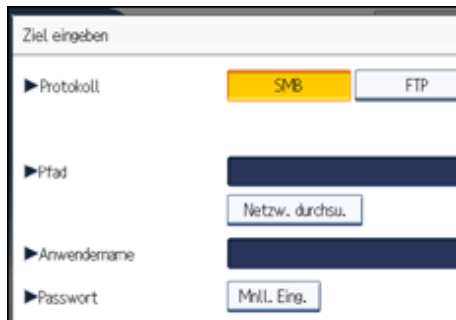 Ziel eingeben
▶Protokoll SMB FTP
▶Pfad
Netzw. durchsu.
▶Anwendername
▶Passwort Mnll. Eing.